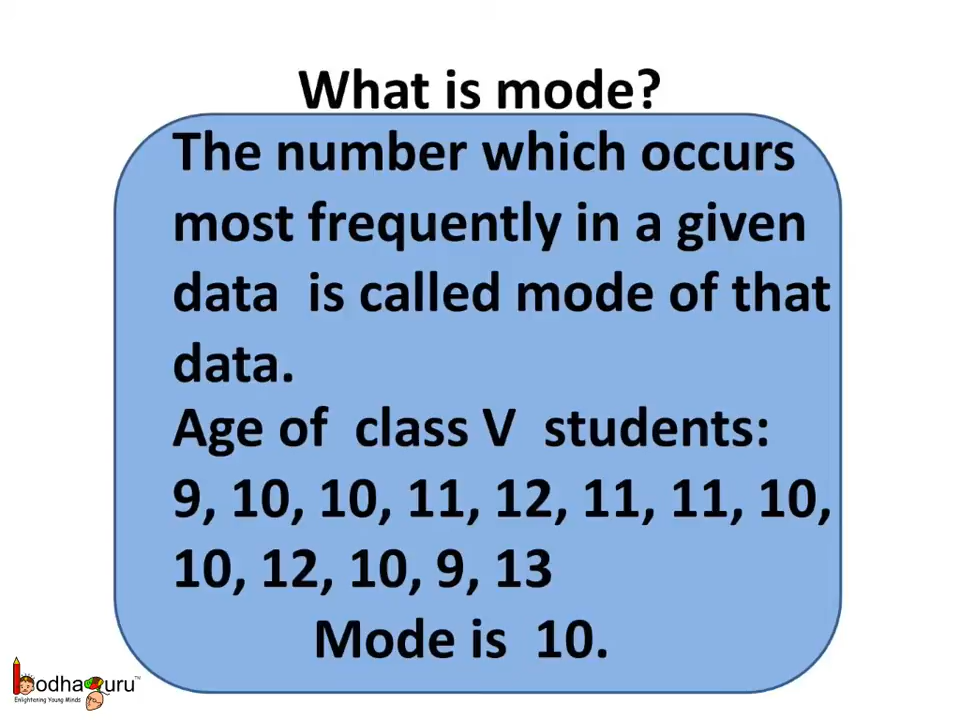 What is mode?
The number which occurs
most frequently in a given
data is called mode of that
data.
Age of class V students:
9, 10, 10, 11, 12, 11, 11, 10,
10, 12, 10, 9, 13
Mode is 10.
bodhaGuru™
Enlightening Young Minds